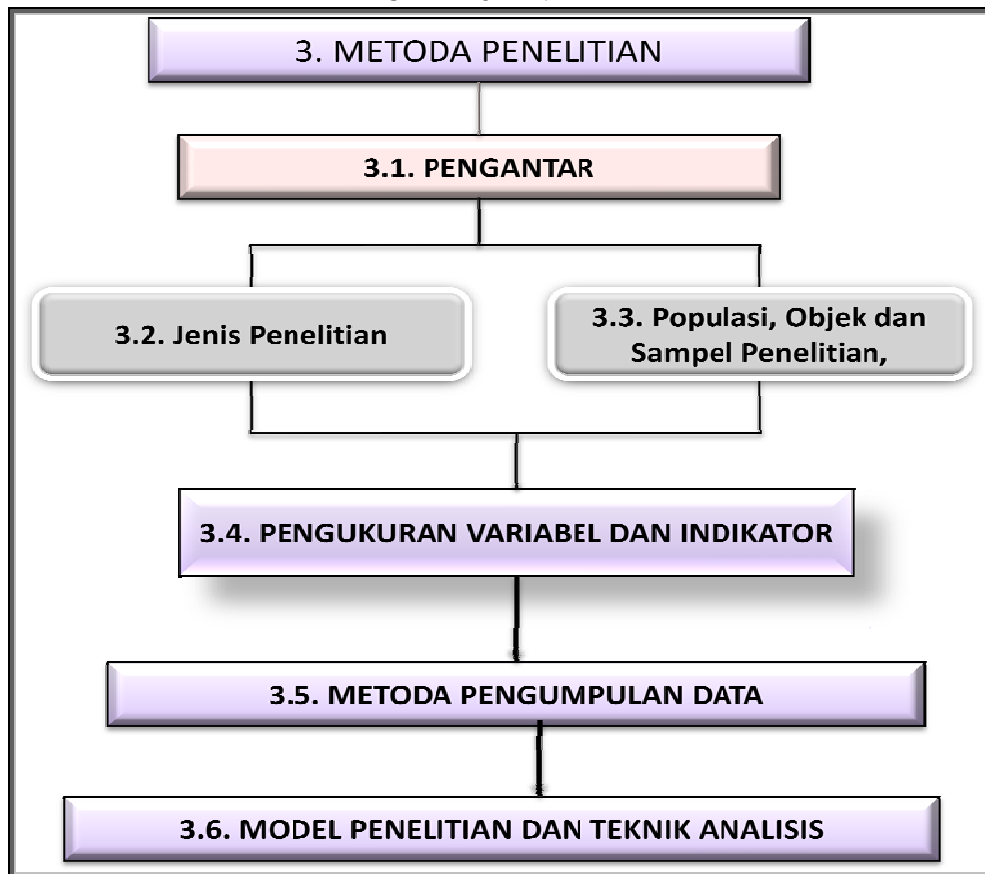 3. METODA PENELITIAN
3.1. PENGANTAR
3.2. Jenis Penelitian
3.3. Populasi, Objek dan
Sampel Penelitian,
3.4. PENGUKURAN VARIABEL DAN INDIKATOR
3.5. METODA PENGUMPULAN DATA
3.6. MODEL PENELITIAN DAN TEKNIK ANALISIS